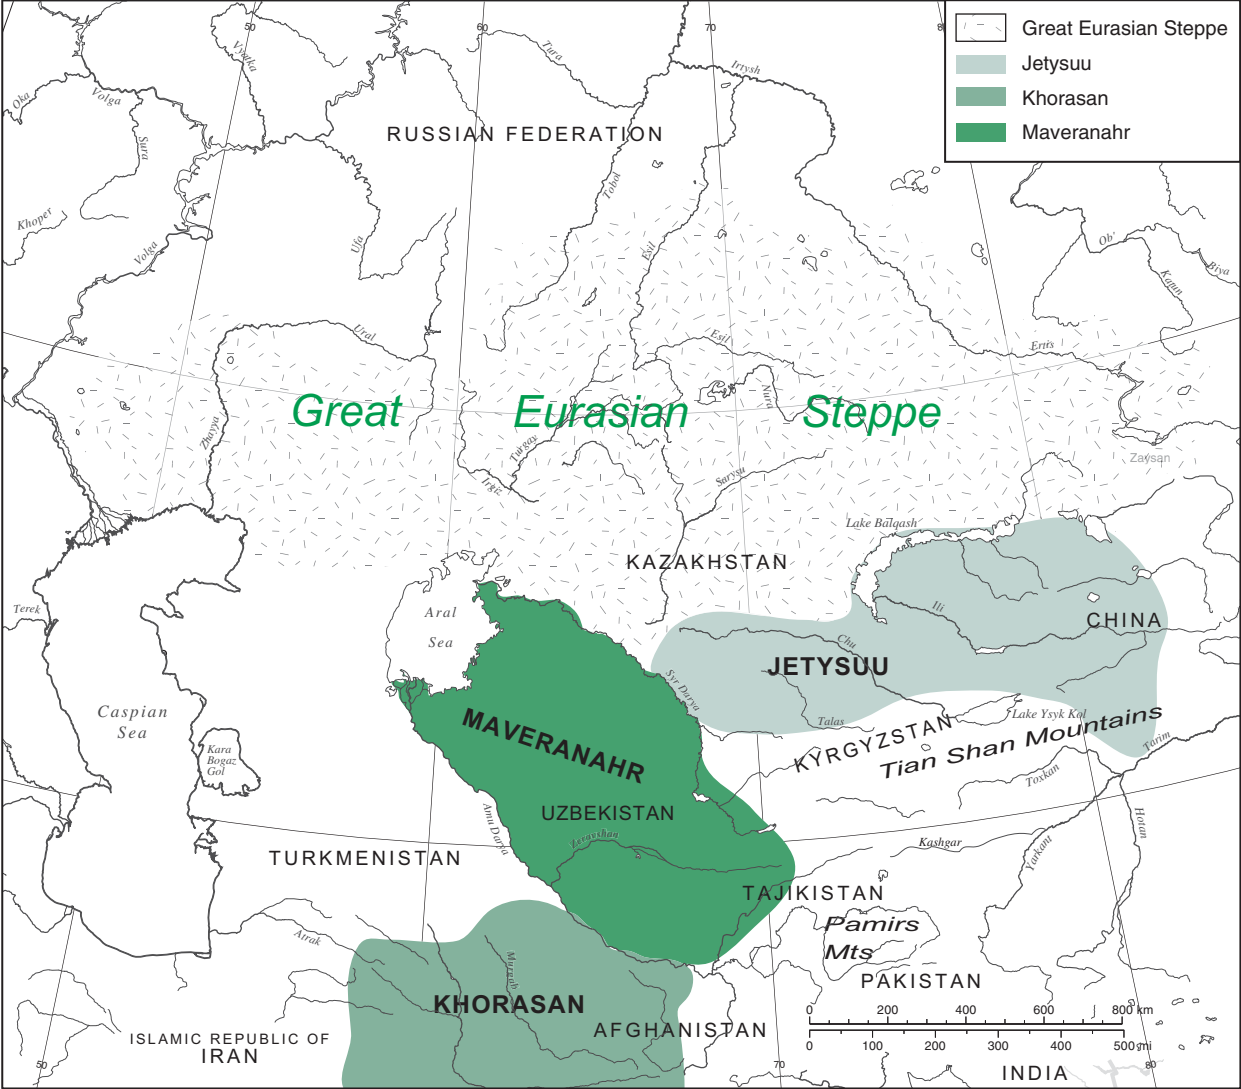 50
60
70
8
Great Eurasian Steppe
Jetysuu
Khorasan
Maveranahr
Vyatka
Tura
Irtysh
Oka
Volga
RUSSIAN FEDERATION
Sura
Tobol
Khoper
Volga
Ufa
Esil
Ob'
Biya
Katun
Ural
Esil
Ertis
Nura
Great Eurasian Steppe
Zhayya
Turgay
Zaysan
Irgiz
Sarysu
Lake Balqash
KAZAKHSTAN
Terek
Aral
Sea
Ili
CHINA
Chu
JETYSUU
Syr Darya
Caspian
Sea
MAVERANAHR
Talas
Lake Ysyk Kol
KYRGYZSTAN
Tian Shan Mountains
Kara
Bogaz
Gol
Tarim
Toxkan
UZBEKISTAN
Amu Darya
Zeravshan
Hotan
Kashgar
Yarkant
TURKMENISTAN
TAJIKISTAN
Pamirs
Mts
Atrak
Murgab
PAKISTAN
KHORASAN
0 200 400 600 800 km
AFGHANISTAN
ISLAMIC REPUBLIC OF
IRAN
0 100 200 300 400 500 mi
50
70
80
INDIA